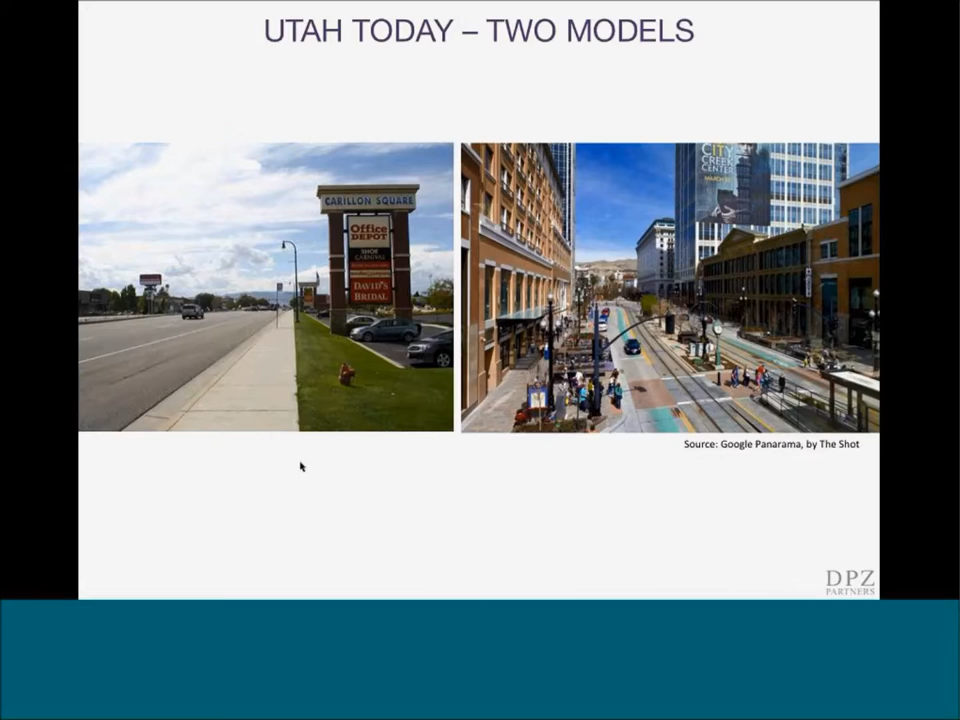 UTAH TODAY – TWO MODELS
CARILLON SQUARE
Office
DEPOT
SHOE
CARNIVAL
DAVID'S
BRIDAL
CITY
CREEK
CENTER
MARCH
Source: Google Panarama, by The Shot
DPZ
PARTNERS